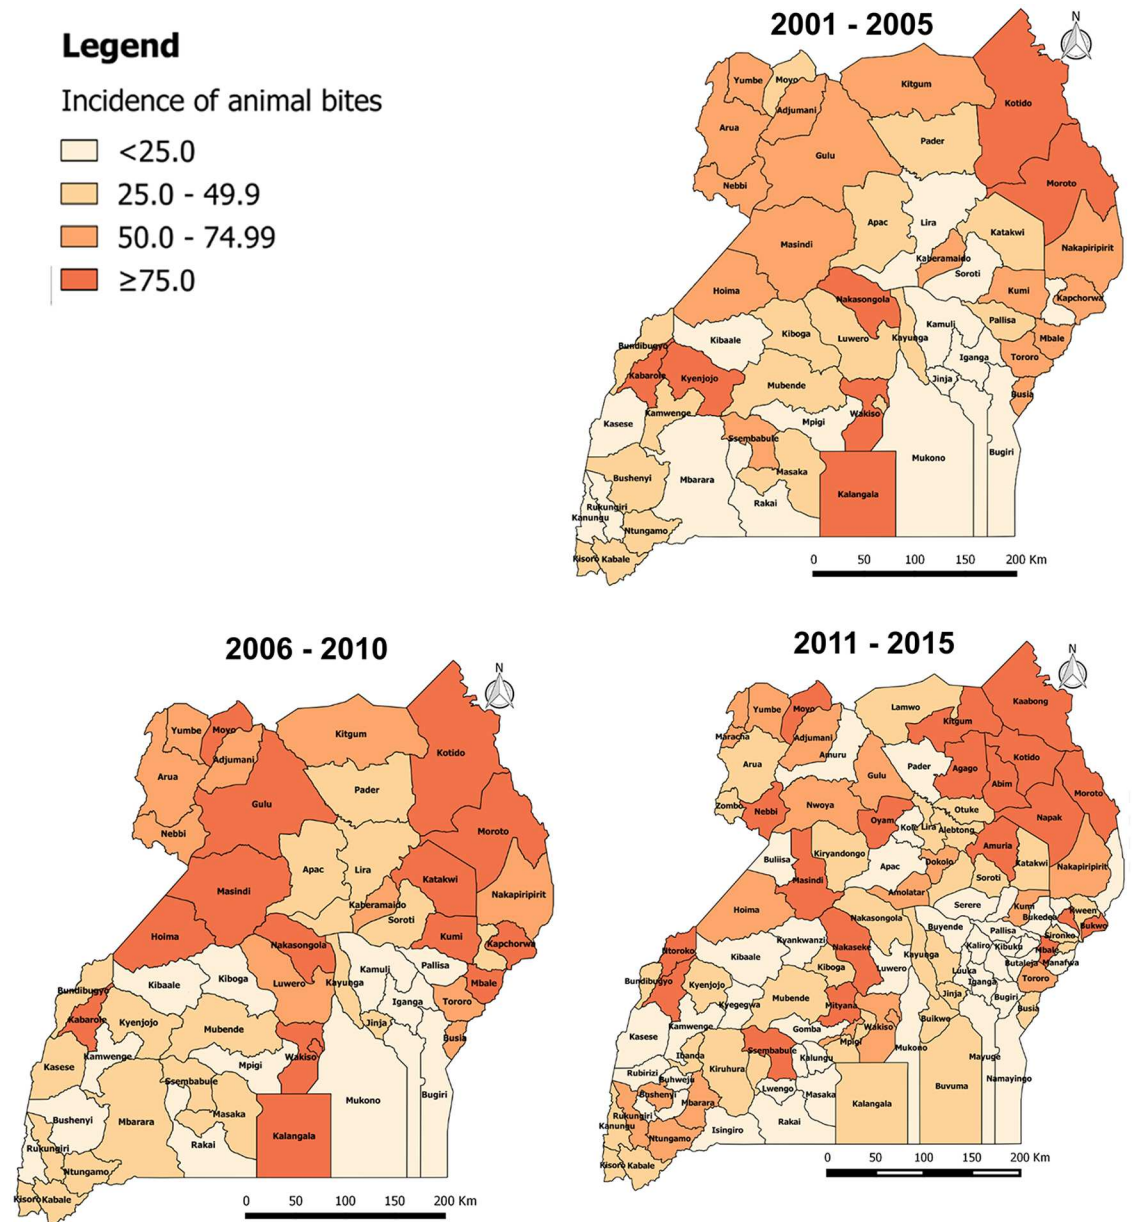 Legend
Incidence of animal bites
<25.0
25.0 - 49.9
50.0 - 74.99
≥75.0
2001 - 2005
N
Yumbe
Moyo
Adjumani
Kitgum
Kotido
Arua
Pader
Gulu
Nebbi
Moroto
Apac
Lira
Katakwi
Masindi
Nakapiripirit
Kaberamaido
Soroti
Hoima
Kumi
Kapchorwa
Nakasongola
Kamuli
Pallisa
Kibaale
Kiboga
Luwero
Kayunga
Mbale
Bundibugyo
Iganga
Tororo
Kabarole
Kyenjojo
Mubende
Jinja
Busia
Kamwenge
Wakiso
Kasese
Mpigi
Ssembabule
Bugiri
Mukono
Masaka
Bushenyi
Mbarara
Kalangala
Rakai
Rukungiri
Kanungu
Ntungamo
Kisoro
Kabale
0 50 100 150 200 Km
2006 - 2010
N
Yumbe
Moyo
Kitgum
Adjumani
Kotido
Arua
Pader
Gulu
Nebbi
Moroto
Apac
Lira
Katakwi
Masindi
Nakapiripirit
Kaberamaido
Soroti
Hoima
Kumi
Nakasongola
Kapchorwa
Pallisa
Kamuli
Kibaale
Kiboga
Luwero
Kayunga
Mbale
Bundibugyo
Iganga
Tororo
Kabarole
Kyenjojo
Mubende
Jinja
Busia
Kamwenge
Wakiso
Kasese
Mpigi
Ssembabule
Bugiri
Mukono
Masaka
Bushenyi
Mbarara
Kalangala
Rakai
Rukungiri
Ntungamo
Kisoro
Kabale
0 50 100 150 200 Km
2011 - 2015
N
Kaabong
Lamwo
Yumbe
Moyo
Kitgum
Maracha
Adjumani
Amuru
Kotido
Arua
Pader
Agago
Gulu
Abim
Moroto
Zombo
Nebbi
Nwoya
Otuke
Napak
Oyam
Kole
Lira
Alebtong
Amuria
Buliisa
Kiryandongo
Apac
Dokolo
Katakwi
Nakapiripirit
Masindi
Soroti
Amolatar
Hoima
Serere
Kumi
Kween
Nakasongola
Bukedea
Bukwo
Buyende
Pallisa
Sironko
Kyankwanzi
Nakaseke
Kaliro
Kibuku
Mbale
Ntoroko
Kibaale
Kayunga
Butaleja
Manafwa
Kiboga
Luwero
Luuka
Bundibugyo
Kyenjojo
Iganga
Tororo
Kyegegwa
Mubende
Mityana
Jinja
Bugiri
Busia
Kamwenge
Gomba
Wakiso
Buikwe
Kasese
Mpigi
Mukono
Ssembabule
Ibanda
Kalungu
Mayuge
Rubirizi
Kiruhura
Buhweju
Namayingo
Buvuma
Lwengo
Masaka
Bushenyi
Mbarara
Kalangala
Rukungiri
Kanungu
Isingiro
Rakai
Ntungamo
Kisoro
Kabale
0 50 100 150 200 Km